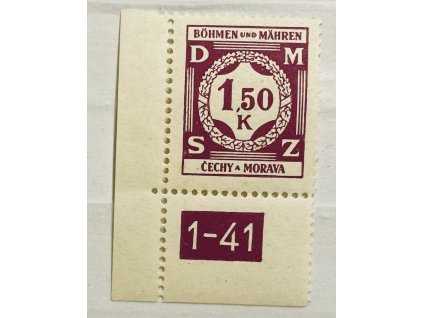 BÖHMEN UND MÄHREN
D M
1,50
K
S Z
ČECHY A MORAVA
1-41